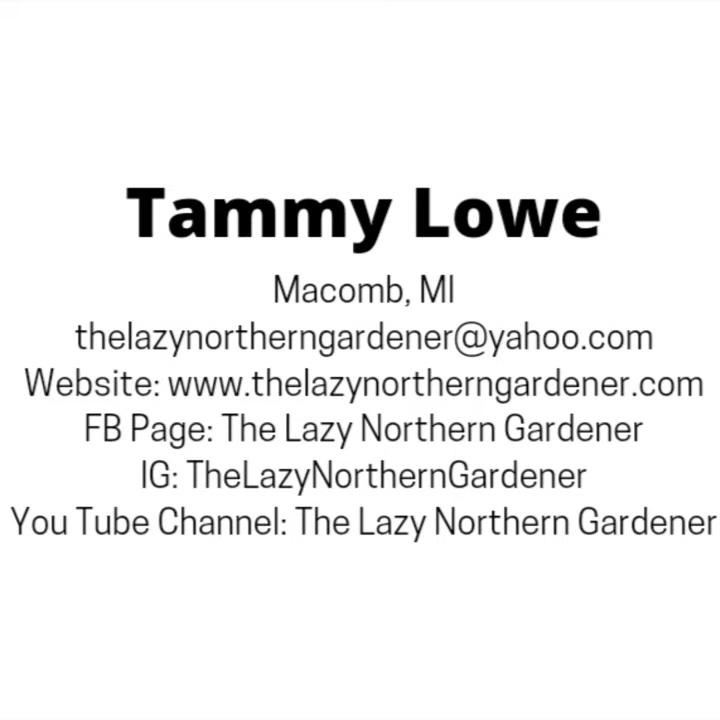 Tammy Lowe
Macomb, MI
thelazynortherngardener@yahoo.com
Website: www.thelazynortherngardener.com
FB Page: The Lazy Northern Gardener
IG: TheLazyNorthernGardener
You Tube Channel: The Lazy Northern Gardener